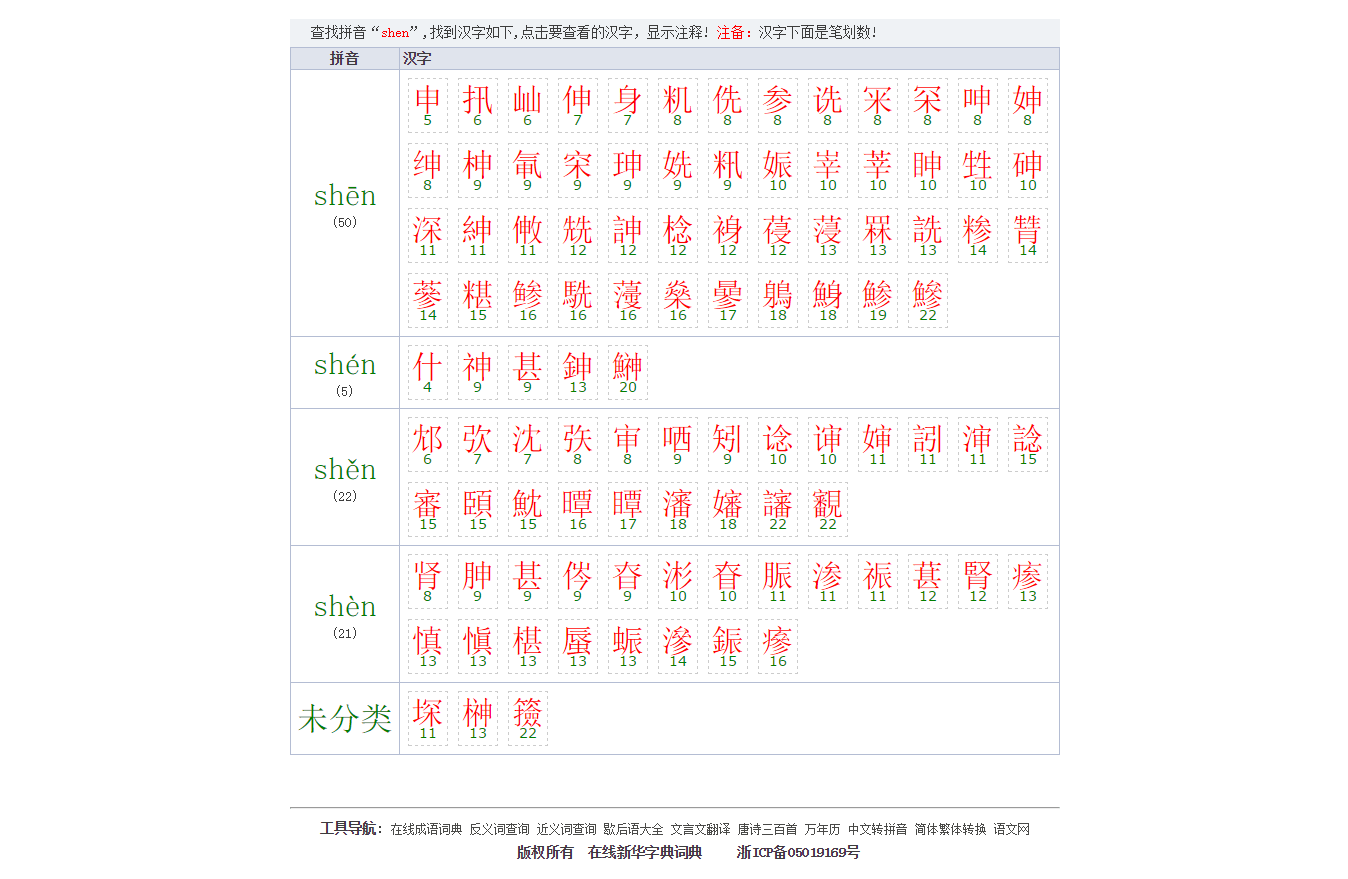 查找拼音“shen”,找到汉字如下,点击要查看的汉字，显示注释! 注备：汉字下面是笔划数!
拼音 汉字
shēn
(50)
申 扟 屾 伸 身 籶 侁 参 诜 罙 呻 妽
5 6 6 7 7 8 8 8 8 8 8 8 8
绅 柛 氠 穼 珅 姺 籸 娠 峷 莘 眒 甡 砷
8 9 9 9 9 9 9 10 10 10 10 10 10
深 紳 兟 訷 棯 裑 葠 蓡 罧 詵 糁
11 11 11 12 12 12 12 12 13 13 13 14 14
蔘 糂 鲹 駪 薓 燊 曑 鵢 鯓 鯵 鰺
14 15 16 16 16 16 17 18 18 19 22
shén
(5)
什 神 甚 鉮 鰰
4 9 9 13 20
shěn
(22)
邥 弞 沈 审 哂 矧 谂 谉 婶 訠 渖 諗
6 7 7 8 8 9 9 10 10 11 11 11 15
審 頣 魫 曋 瞫 瀋 嬸 讅 觀
15 15 15 16 17 18 18 22 22
shèn
(21)
肾 胂 甚 侺 昚 涁 眘 脤 渗 祳 葚 腎 瘆
8 9 9 9 9 10 10 11 11 11 12 12 13
慎 愼 椹 蜃 蜄 滲 鋠 瘮
13 13 13 13 13 14 15 16
未分类
堔 榊 籡
11 13 22
工具导航: 在线成语词典 反义词查询 近义词查询 歇后语大全 文言文翻译 唐诗三百首 万年历 中文转拼音 简体繁体转换 语文网
版权所有 在线新华字典词典 浙ICP备05019169号